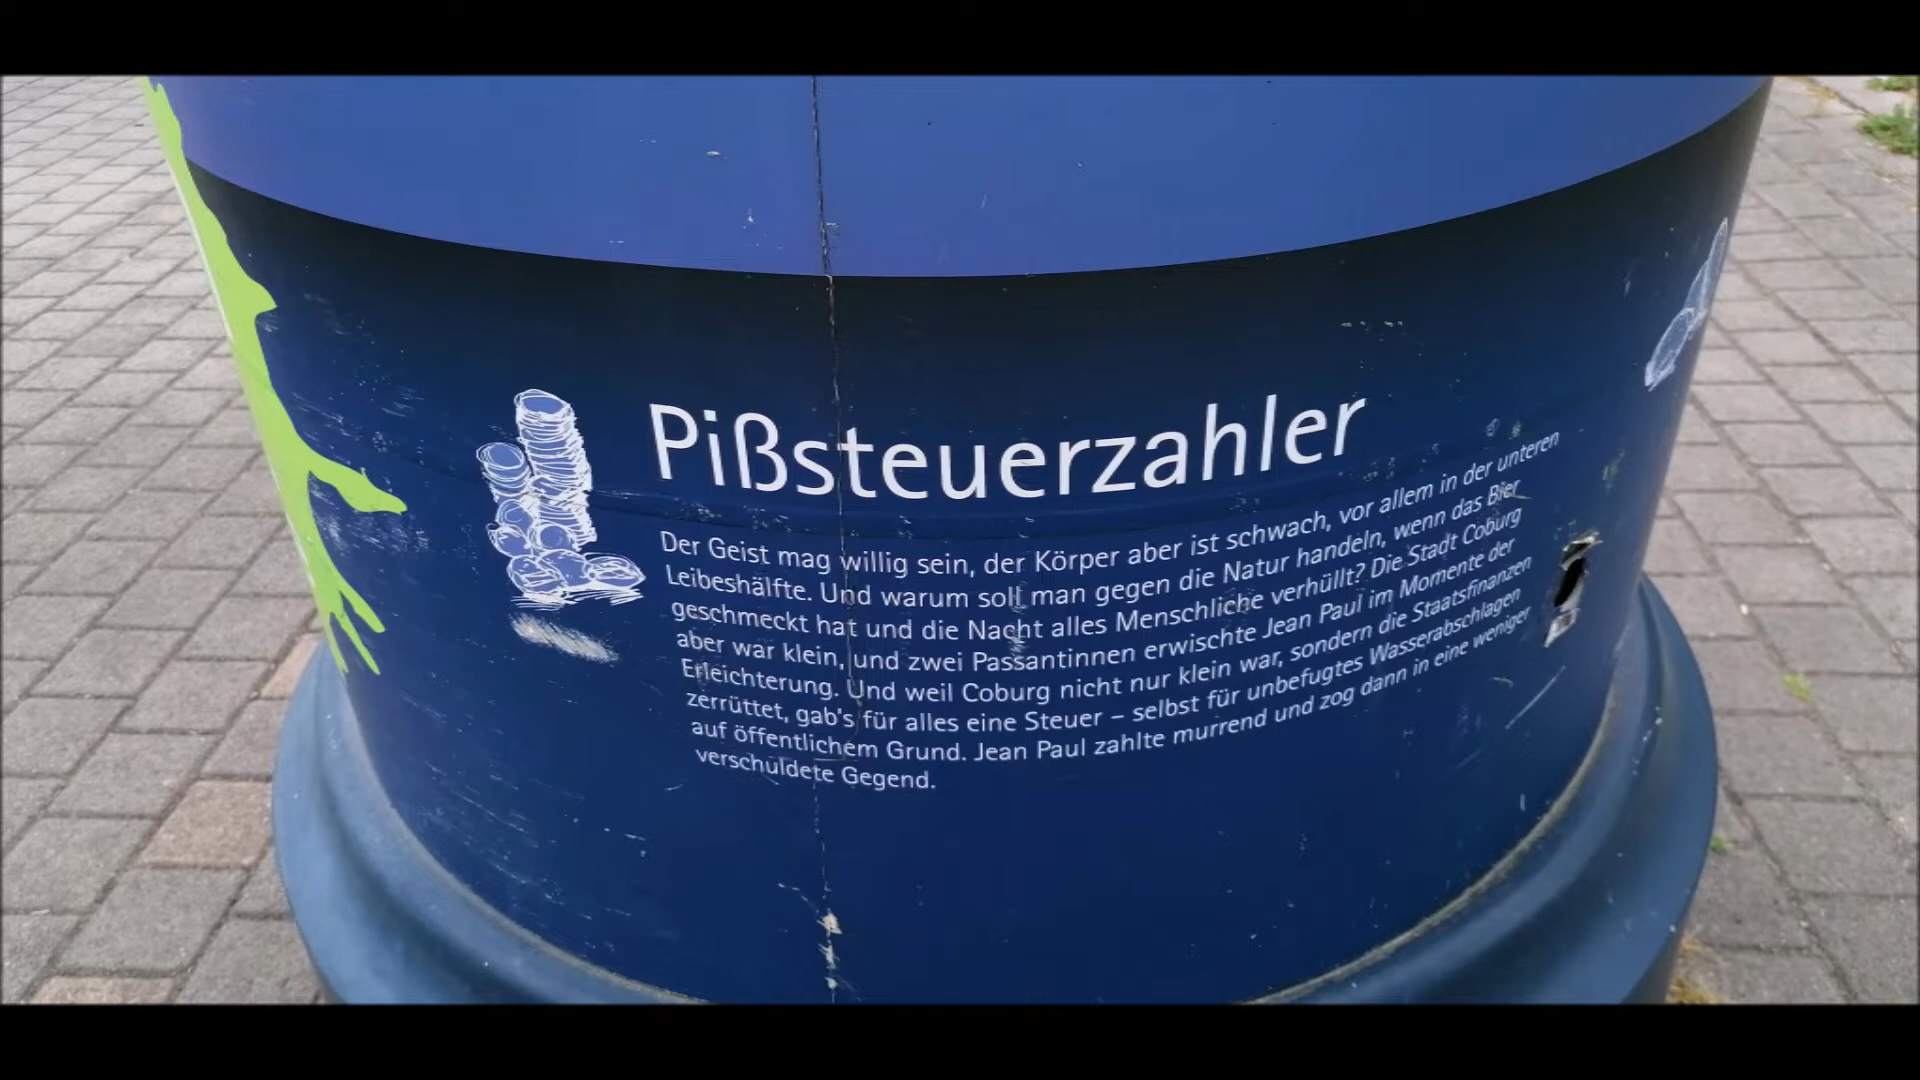 Pißsteuerzahler
Der Geist mag willig sein, der Körper aber ist schwach, vor allem in der unteren
Leibeshälfte. Und warum soll man gegen die Natur handeln, wenn das Bier
geschmeckt hat und die Nacht alles Menschliche verhüllt? Die Stadt Coburg
aber war klein, und zwei Passantinnen erwischte Jean Paul im Momente der
Erleichterung. Und weil Coburg nicht nur klein war, sondern die Staatsfinanzen
zerrüttet, gab's für alles eine Steuer – selbst für unbefugtes Wasserabschlagen
auf öffentlichem Grund. Jean Paul zahlte murrend und zog dann in eine weniger
verschuldete Gegend.